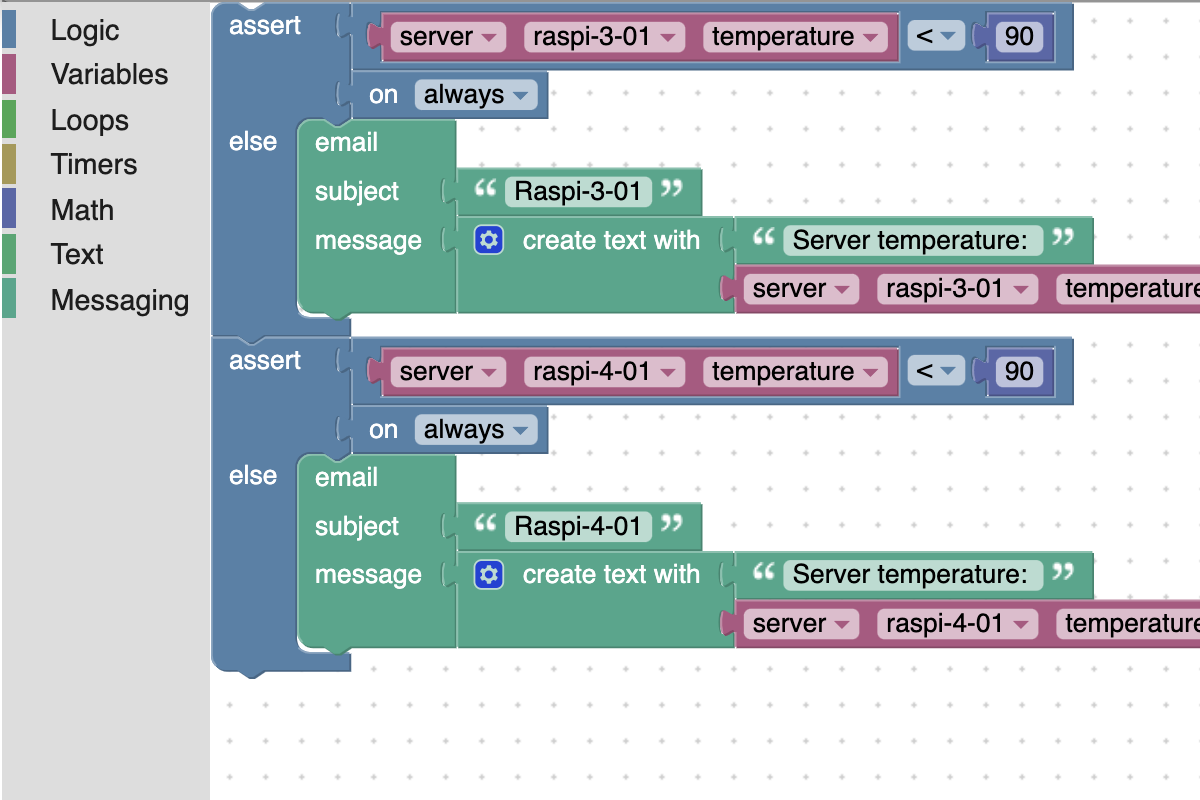 Logic
Variables
Loops
Timers
Math
Text
Messaging
assert server raspi-3-01 temperature < 90
on always
else email
subject “ Raspi-3-01 ”
message create text with “ Server temperature: ”
server raspi-3-01 temperature
assert server raspi-4-01 temperature < 90
on always
else email
subject “ Raspi-4-01 ”
message create text with “ Server temperature: ”
server raspi-4-01 temperature